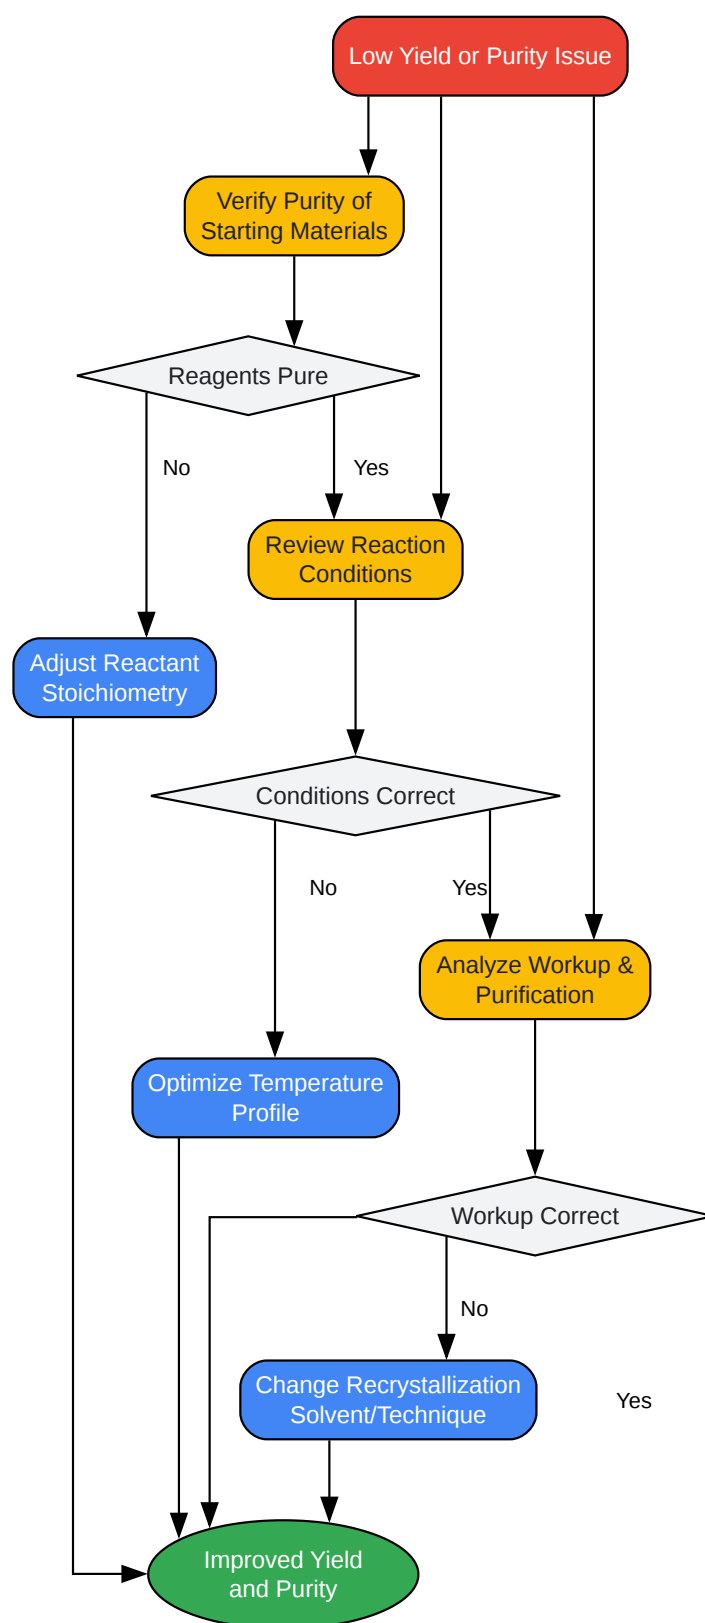 Low Yield or Purity Issue
Verify Purity of
Starting Materials
Reagents Pure
No
Yes
Review Reaction
Conditions
Adjust Reactant
Stoichiometry
Conditions Correct
No
Yes
Analyze Workup &
Purification
Optimize Temperature
Profile
Workup Correct
No
Change Recrystallization
Solvent/Technique
Yes
Improved Yield
and Purity